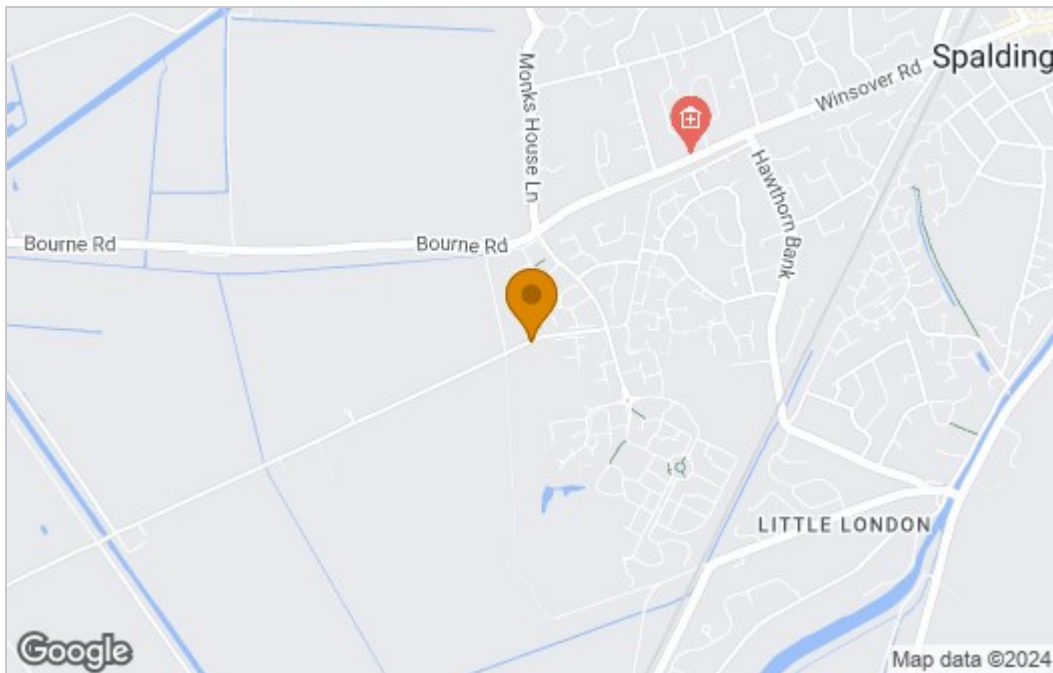 Spalding
Winsover Rd
Monks House Ln
Hawthorn Bank
Bourne Rd
Bourne Rd
LITTLE LONDON
Google
Map data ©2024